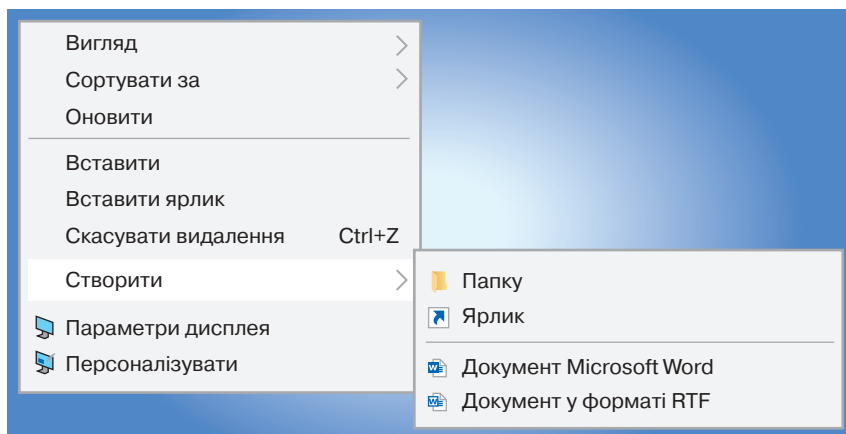 Вигляд
Сортувати за
Оновити
Вставити
Вставити ярлик
Скасувати видалення Ctrl+Z
Створити
Параметри дисплея
Персоналізувати
Папку
Ярлик
Документ Microsoft Word
Документ у форматі RTF